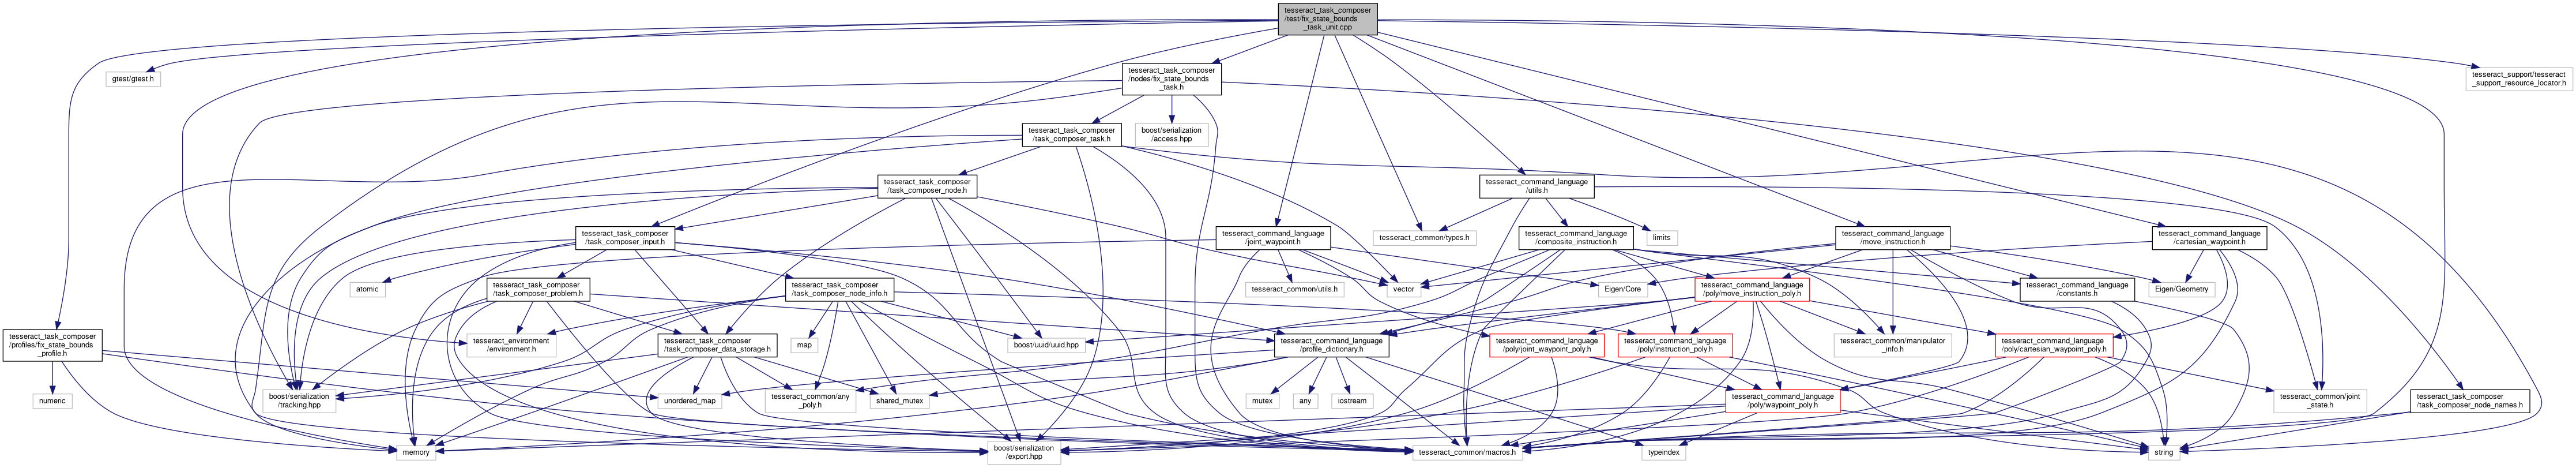 tesseract_task_composer
/test/fix_state_bounds
_task_unit.cpp
gtest/gtest.h
tesseract_task_composer
/nodes/fix_state_bounds
_task.h
tesseract_support/tesseract
_support_resource_locator.h
tesseract_task_composer
/task_composer_task.h
boost/serialization
/access.hpp
tesseract_task_composer
/task_composer_node.h
tesseract_command_language
/utils.h
tesseract_task_composer
/task_composer_input.h
tesseract_command_language
/joint_waypoint.h
tesseract_common/types.h
tesseract_command_language
/composite_instruction.h
limits
tesseract_command_language
/move_instruction.h
tesseract_command_language
/cartesian_waypoint.h
atomic
tesseract_task_composer
/task_composer_problem.h
tesseract_task_composer
/task_composer_node_info.h
tesseract_common/utils.h
vector
Eigen/Core
tesseract_command_language
/poly/move_instruction_poly.h
tesseract_command_language
/constants.h
Eigen/Geometry
tesseract_task_composer
/profiles/fix_state_bounds
_profile.h
tesseract_environment
/environment.h
tesseract_task_composer
/task_composer_data_storage.h
map
boost/uuid/uuid.hpp
tesseract_command_language
/profile_dictionary.h
tesseract_command_language
/poly/joint_waypoint_poly.h
tesseract_command_language
/poly/instruction_poly.h
tesseract_common/manipulator
_info.h
tesseract_command_language
/poly/cartesian_waypoint_poly.h
numeric
boost/serialization
/tracking.hpp
unordered_map
tesseract_common/any
_poly.h
shared_mutex
mutex
any
iostream
tesseract_command_language
/poly/waypoint_poly.h
tesseract_common/joint
_state.h
tesseract_task_composer
/task_composer_node_names.h
memory
boost/serialization
/export.hpp
tesseract_common/macros.h
typeindex
string